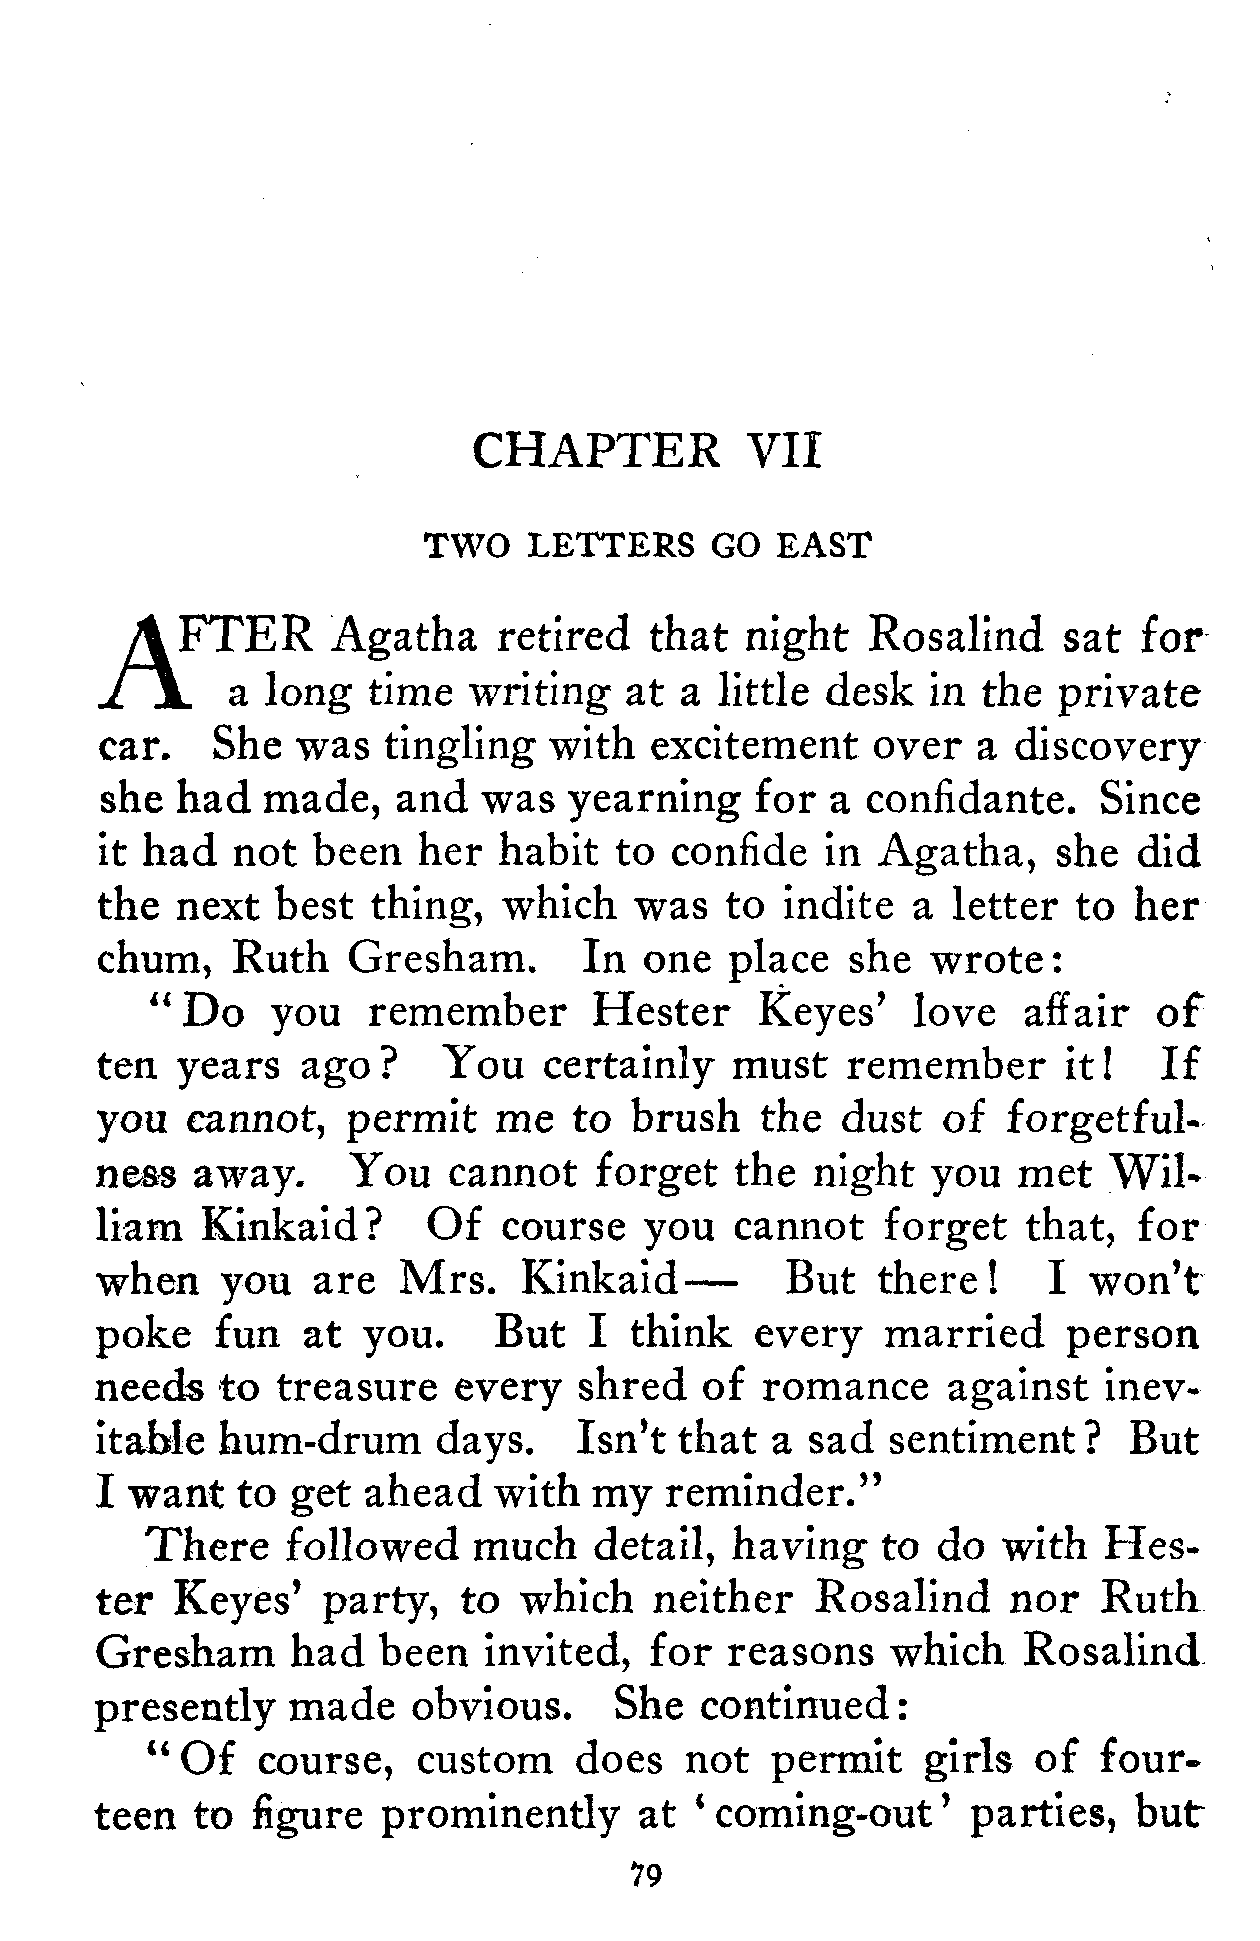 CHAPTER VII
TWO LETTERS GO EAST
AFTER Agatha retired that night Rosalind sat for
a long time writing at a little desk in the private
car. She was tingling with excitement over a discovery
she had made, and was yearning for a confidante. Since
it had not been her habit to confide in Agatha, she did
the next best thing, which was to indite a letter to her
chum, Ruth Gresham. In one place she wrote:
"Do you remember Hester Keyes' love affair of
ten years ago? You certainly must remember it! If
you cannot, permit me to brush the dust of forgetful-
ness away. You cannot forget the night you met Wil-
liam Kinkaid? Of course you cannot forget that, for
when you are Mrs. Kinkaid— But there! I won't
poke fun at you. But I think every married person
needs to treasure every shred of romance against inev-
itable hum-drum days. Isn't that a sad sentiment? But
I want to get ahead with my reminder."
There followed much detail, having to do with Hes-
ter Keyes' party, to which neither Rosalind nor Ruth
Gresham had been invited, for reasons which Rosalind
presently made obvious. She continued:
"Of course, custom does not permit girls of four-
teen to figure prominently at 'coming-out' parties, but
79